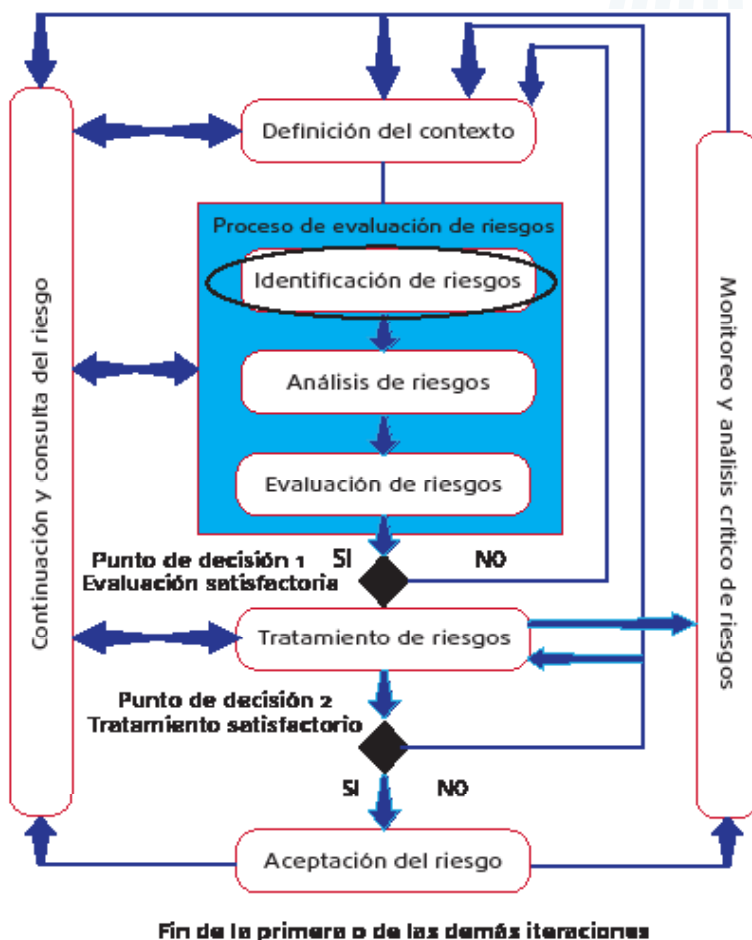 Definición del contexto
Proceso de evaluación de riesgos
Identificación de riesgos
Análisis de riesgos
Evaluación de riesgos
Punto de decisión 1
Evaluación satisfactoria
SI
NO
Tratamiento de riesgos
Punto de decisión 2
Tratamiento satisfactorio
SI
NO
Aceptación del riesgo
Continuación y consulta del riesgo
Monitoreo y análisis crítico de riesgos
Fin de la primera o de las demás iteraciones